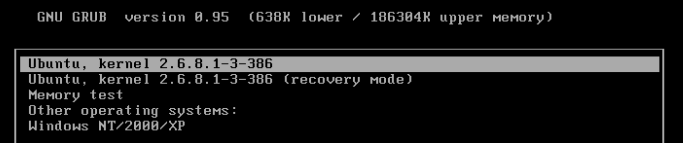 GNU GRUB  version 0.95  (638K lower / 186304K upper memory)
Ubuntu, kernel 2.6.8.1-3-386
Ubuntu, kernel 2.6.8.1-3-386 (recovery mode)
Memory test
Other operating systems:
Windows NT/2000/XP